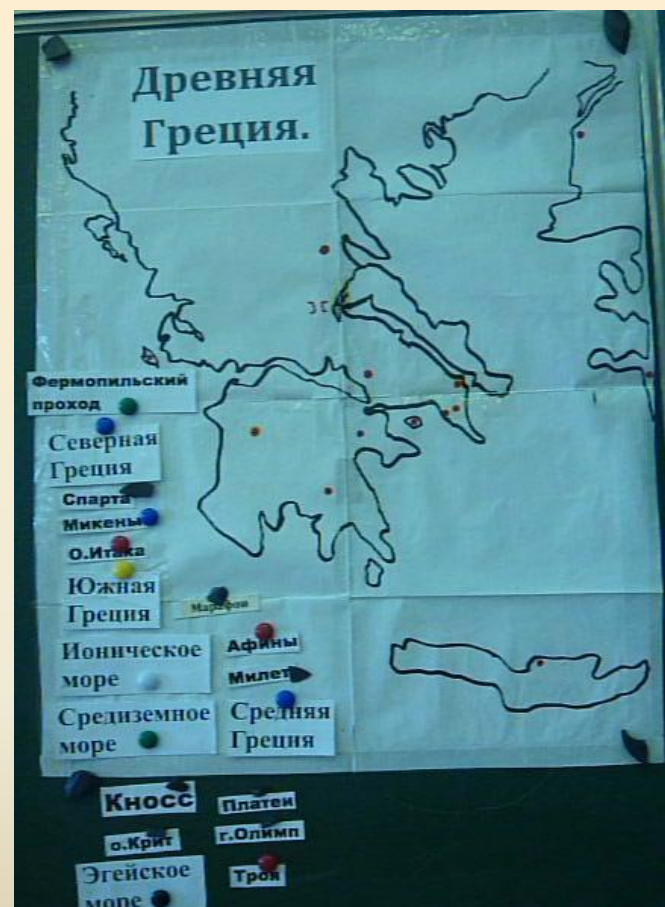 Древняя
Греция.
Фермопильский
проход
Северная
Греция
Спарта
Микены
О.Итака
Южная
Греция
Марафон
Ионическое
море
Афины
Милет
Средиземное
море
Средняя
Греция
Кносс
Платеи
о.Крит
г.Олимп
Эгейское
море
Троя